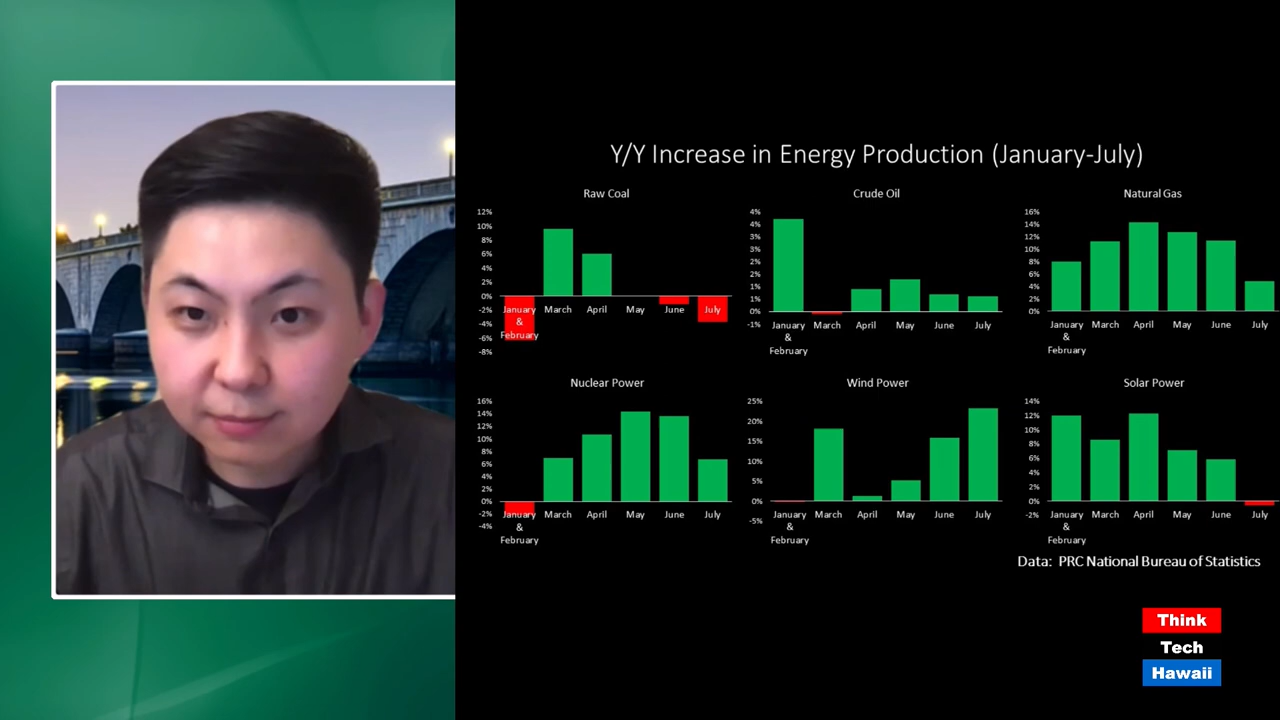 Y/Y Increase in Energy Production (January-July)
Raw Coal
12%
10%
8%
6%
4%
2%
0%
-2%
-4%
-6%
-8%
January
&
February
March
April
May
June
July
Crude Oil
4%
4%
3%
3%
2%
2%
1%
1%
0%
-1%
January
&
February
March
April
May
June
July
Natural Gas
16%
14%
12%
10%
8%
6%
4%
2%
0%
January
&
February
March
April
May
June
July
Nuclear Power
16%
14%
12%
10%
8%
6%
4%
2%
0%
-2%
-4%
January
&
February
March
April
May
June
July
Wind Power
25%
20%
15%
10%
5%
0%
-5%
January
&
February
March
April
May
June
July
Solar Power
14%
12%
10%
8%
6%
4%
2%
0%
-2%
January
&
February
March
April
May
June
July
Data: PRC National Bureau of Statistics
Think
Tech
Hawaii